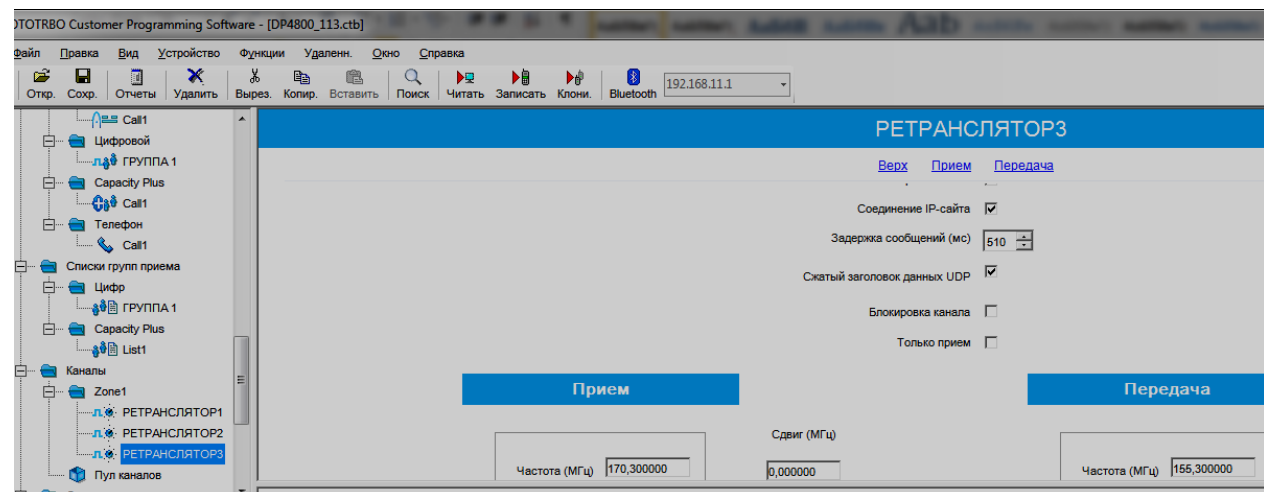 OTOTRBO Customer Programming Software - [DP4800_113.ctb]
Файл Правка Вид Устройство Функции Удаленн. Окно Справка
Откр. Сохр. Отчеты Удалить Вырез. Копир. Вставить Поиск Читать Записать Клони. Bluetooth 192.168.11.1
Call1
Цифровой
ГРУППА 1
Capacity Plus
Call1
Телефон
Call1
Списки групп приема
Цифр
ГРУППА 1
Capacity Plus
List1
Каналы
Zone1
РЕТРАНСЛЯТОР1
РЕТРАНСЛЯТОР2
РЕТРАНСЛЯТОР3
Пул каналов
РЕТРАНСЛЯТОР3
Верх Прием Передача
Соединение IP-сайта
Задержка сообщений (мс) 510
Сжатый заголовок данных UDP
Блокировка канала
Только прием
Прием
Передача
Сдвиг (МГц)
Частота (МГц) 170,300000
0,000000
Частота (МГц) 155,300000